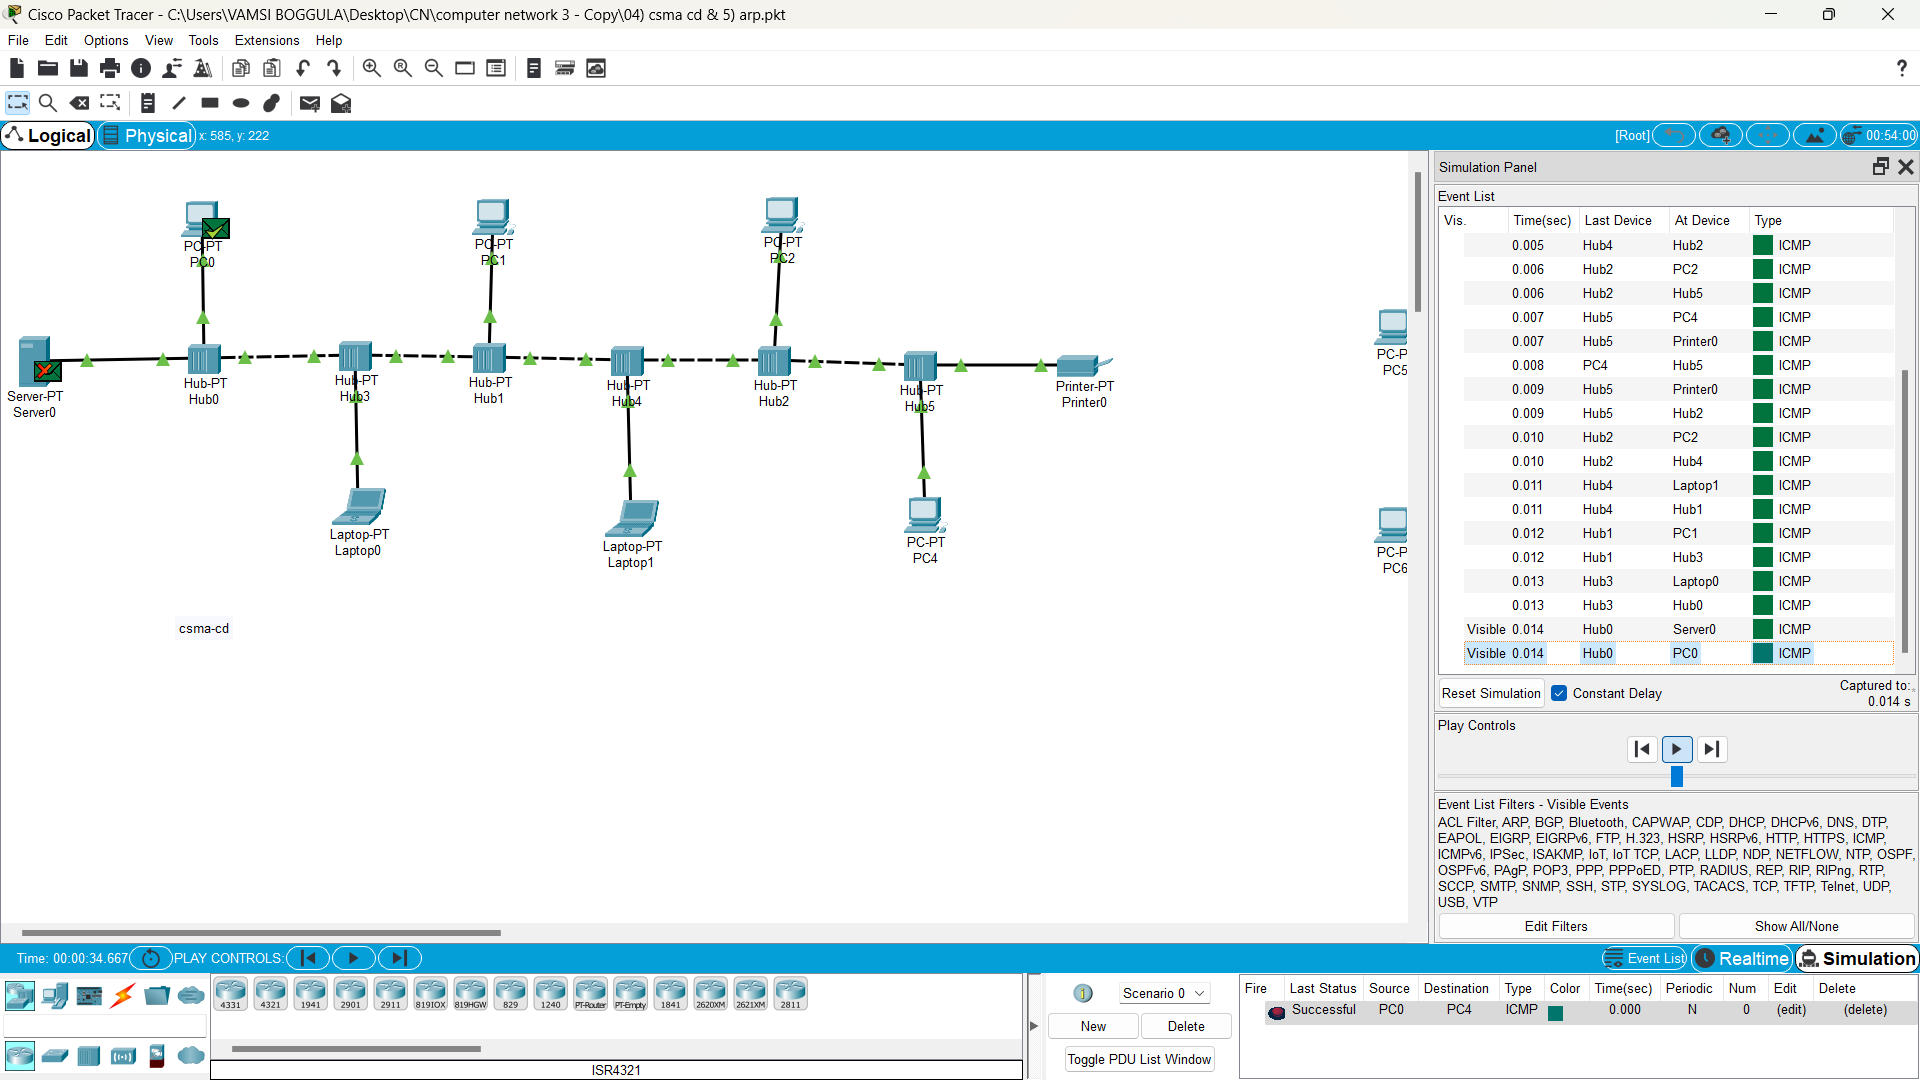 Cisco Packet Tracer - C:\Users\VAMSI BOGGULA\Desktop\CN\computer network 3 - Copy\04) csma cd & 5) arp.pkt
File Edit Options View Tools Extensions Help
Logical Physical x: 585, y: 222 [Root] 00:54:00
PC-PT
PC0
PC-PT
PC1
PC-PT
PC2
Server-PT
Server0
Hub-PT
Hub0
Hub-PT
Hub3
Hub-PT
Hub1
Hub-PT
Hub4
Hub-PT
Hub2
Hub-PT
Hub5
Printer-PT
Printer0
PC-P
PC5
Laptop-PT
Laptop0
Laptop-PT
Laptop1
PC-PT
PC4
PC-P
PC6
csma-cd
Simulation Panel
Event List
Vis. Time(sec) Last Device At Device Type
0.005 Hub4 Hub2 ICMP
0.006 Hub2 PC2 ICMP
0.006 Hub2 Hub5 ICMP
0.007 Hub5 PC4 ICMP
0.007 Hub5 Printer0 ICMP
0.008 PC4 Hub5 ICMP
0.009 Hub5 Printer0 ICMP
0.009 Hub5 Hub2 ICMP
0.010 Hub2 PC2 ICMP
0.010 Hub2 Hub4 ICMP
0.011 Hub4 Laptop1 ICMP
0.011 Hub4 Hub1 ICMP
0.012 Hub1 PC1 ICMP
0.012 Hub1 Hub3 ICMP
0.013 Hub3 Laptop0 ICMP
0.013 Hub3 Hub0 ICMP
Visible 0.014 Hub0 Server0 ICMP
Visible 0.014 Hub0 PC0 ICMP
Reset Simulation Constant Delay Captured to:
0.014 s
Play Controls
Event List Filters - Visible Events
ACL Filter, ARP, BGP, Bluetooth, CAPWAP, CDP, DHCP, DHCPv6, DNS, DTP,
EAPOL, EIGRP, EIGRPv6, FTP, H.323, HSRP, HSRPv6, HTTP, HTTPS, ICMP,
ICMPv6, IPSec, ISAKMP, IoT, IoT TCP, LACP, LLDP, NDP, NETFLOW, NTP, OSPF,
OSPFv6, PAgP, POP3, PPP, PPPoED, PTP, RADIUS, REP, RIP, RIPng, RTP,
SCCP, SMTP, SNMP, SSH, STP, SYSLOG, TACACS, TCP, TFTP, Telnet, UDP,
USB, VTP
Edit Filters Show All/None
Time: 00:00:34.667 PLAY CONTROLS: Event List Realtime Simulation
4331 4321 1941 2901 2911 819IOX 819HGW 829 1240 PT-Router PT-Empty 1841 2620XM 2621XM 2811
ISR4321
Scenario 0
New Delete
Toggle PDU List Window
Fire Last Status Source Destination Type Color Time(sec) Periodic Num Edit Delete
Successful PC0 PC4 ICMP 0.000 N 0 (edit) (delete)